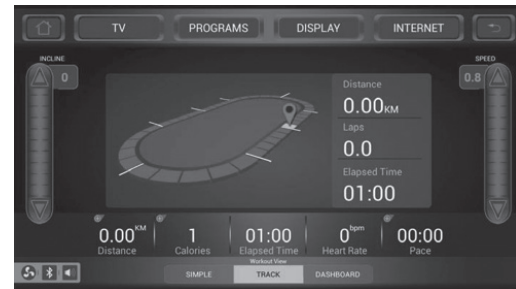 TV PROGRAMS DISPLAY INTERNET
INCLINE
0
SPEED
0.8
Distance
0.00KM
Laps
0.0
Elapsed Time
01:00
0.00KM 1 01:00 0bpm 00:00
Distance Calories Elapsed Time Heart Rate Pace
Workout View
SIMPLE TRACK DASHBOARD